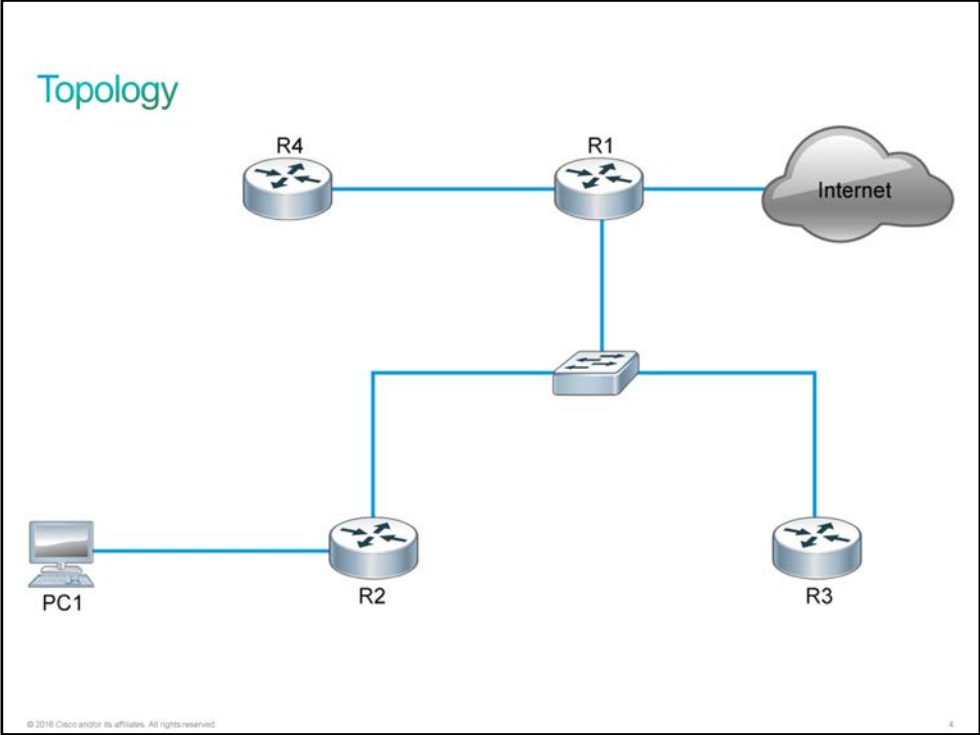 Topology
R4
R1
Internet
PC1
R2
R3
© 2016 Cisco and/or its affiliates. All rights reserved.
4